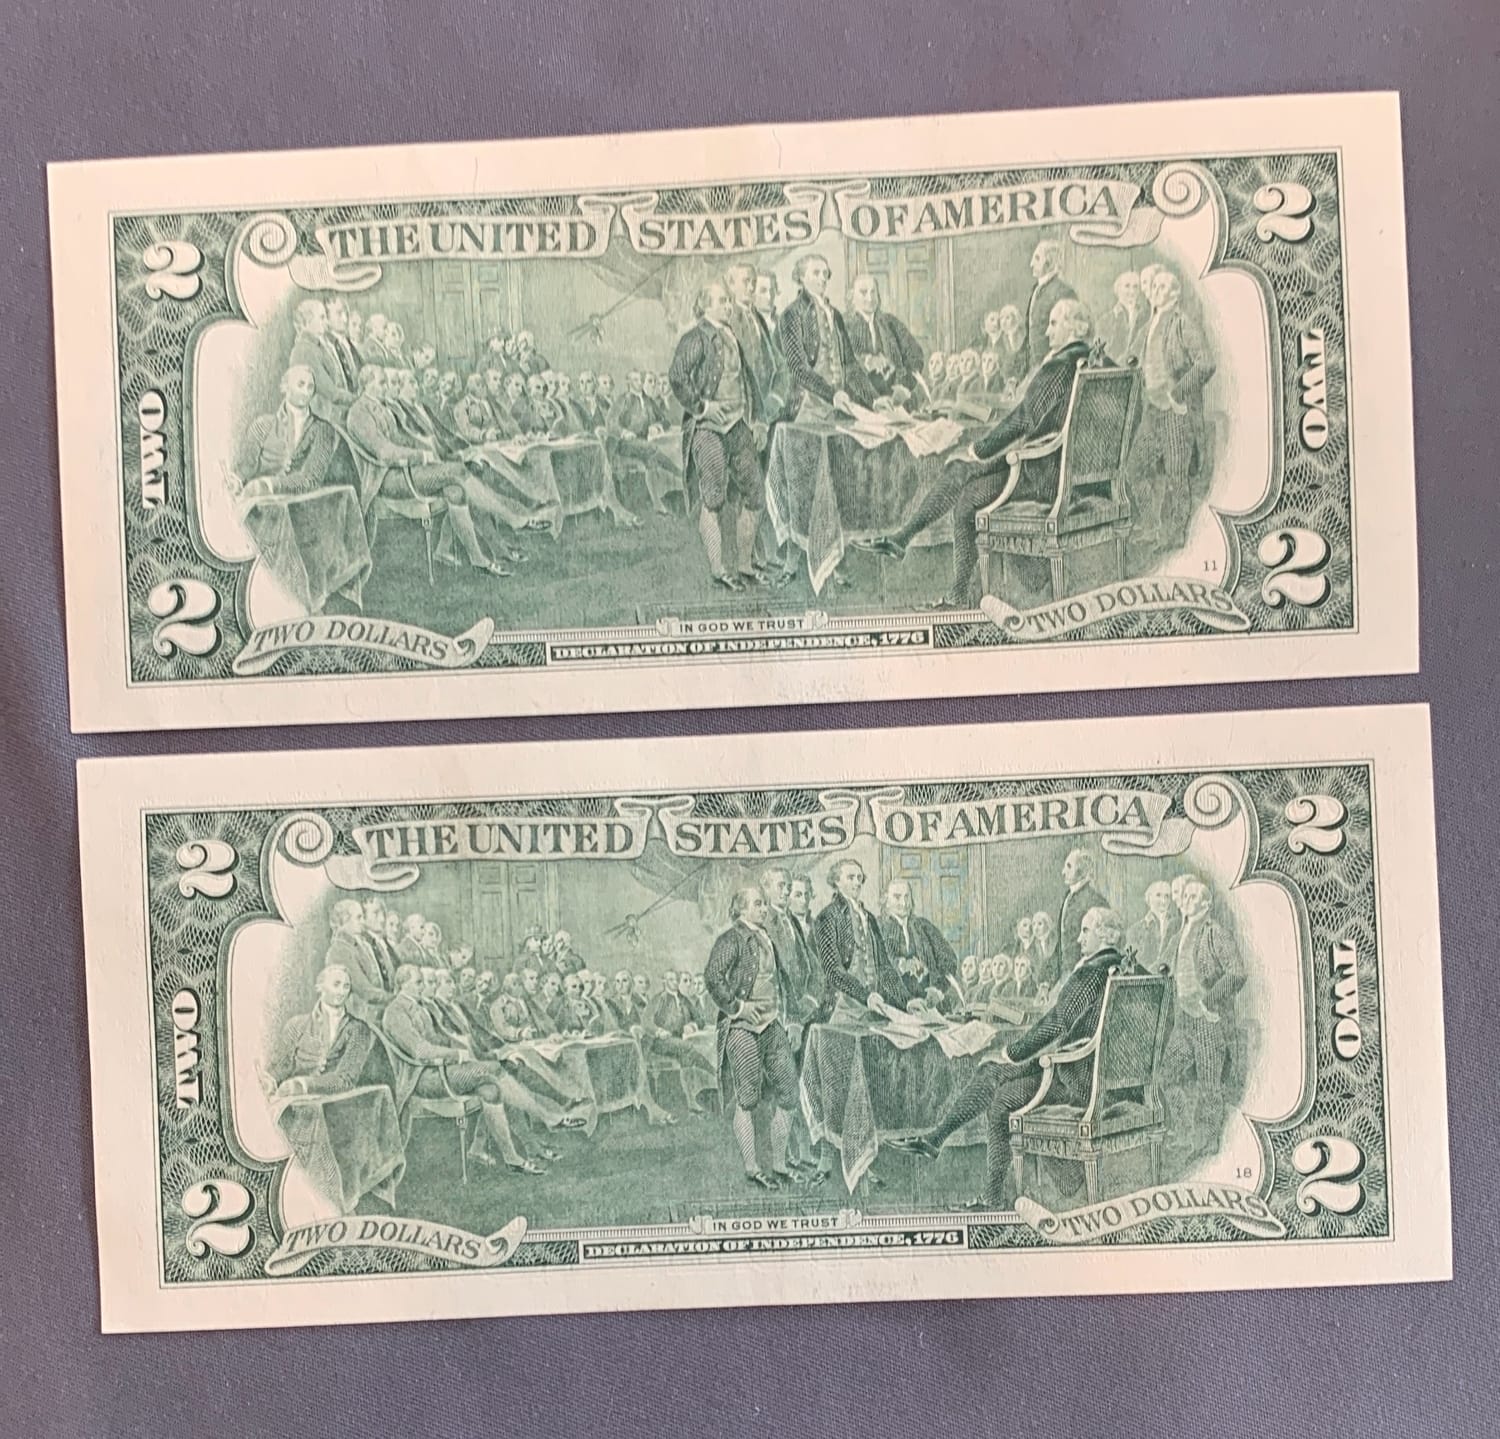 2 THE UNITED STATES OF AMERICA 2
TWO TWO
11
2 TWO DOLLARS IN GOD WE TRUST TWO DOLLARS 2
DECLARATION OF INDEPENDENCE, 1776
2 THE UNITED STATES OF AMERICA 2
TWO TWO
18
2 TWO DOLLARS IN GOD WE TRUST TWO DOLLARS 2
DECLARATION OF INDEPENDENCE, 1776